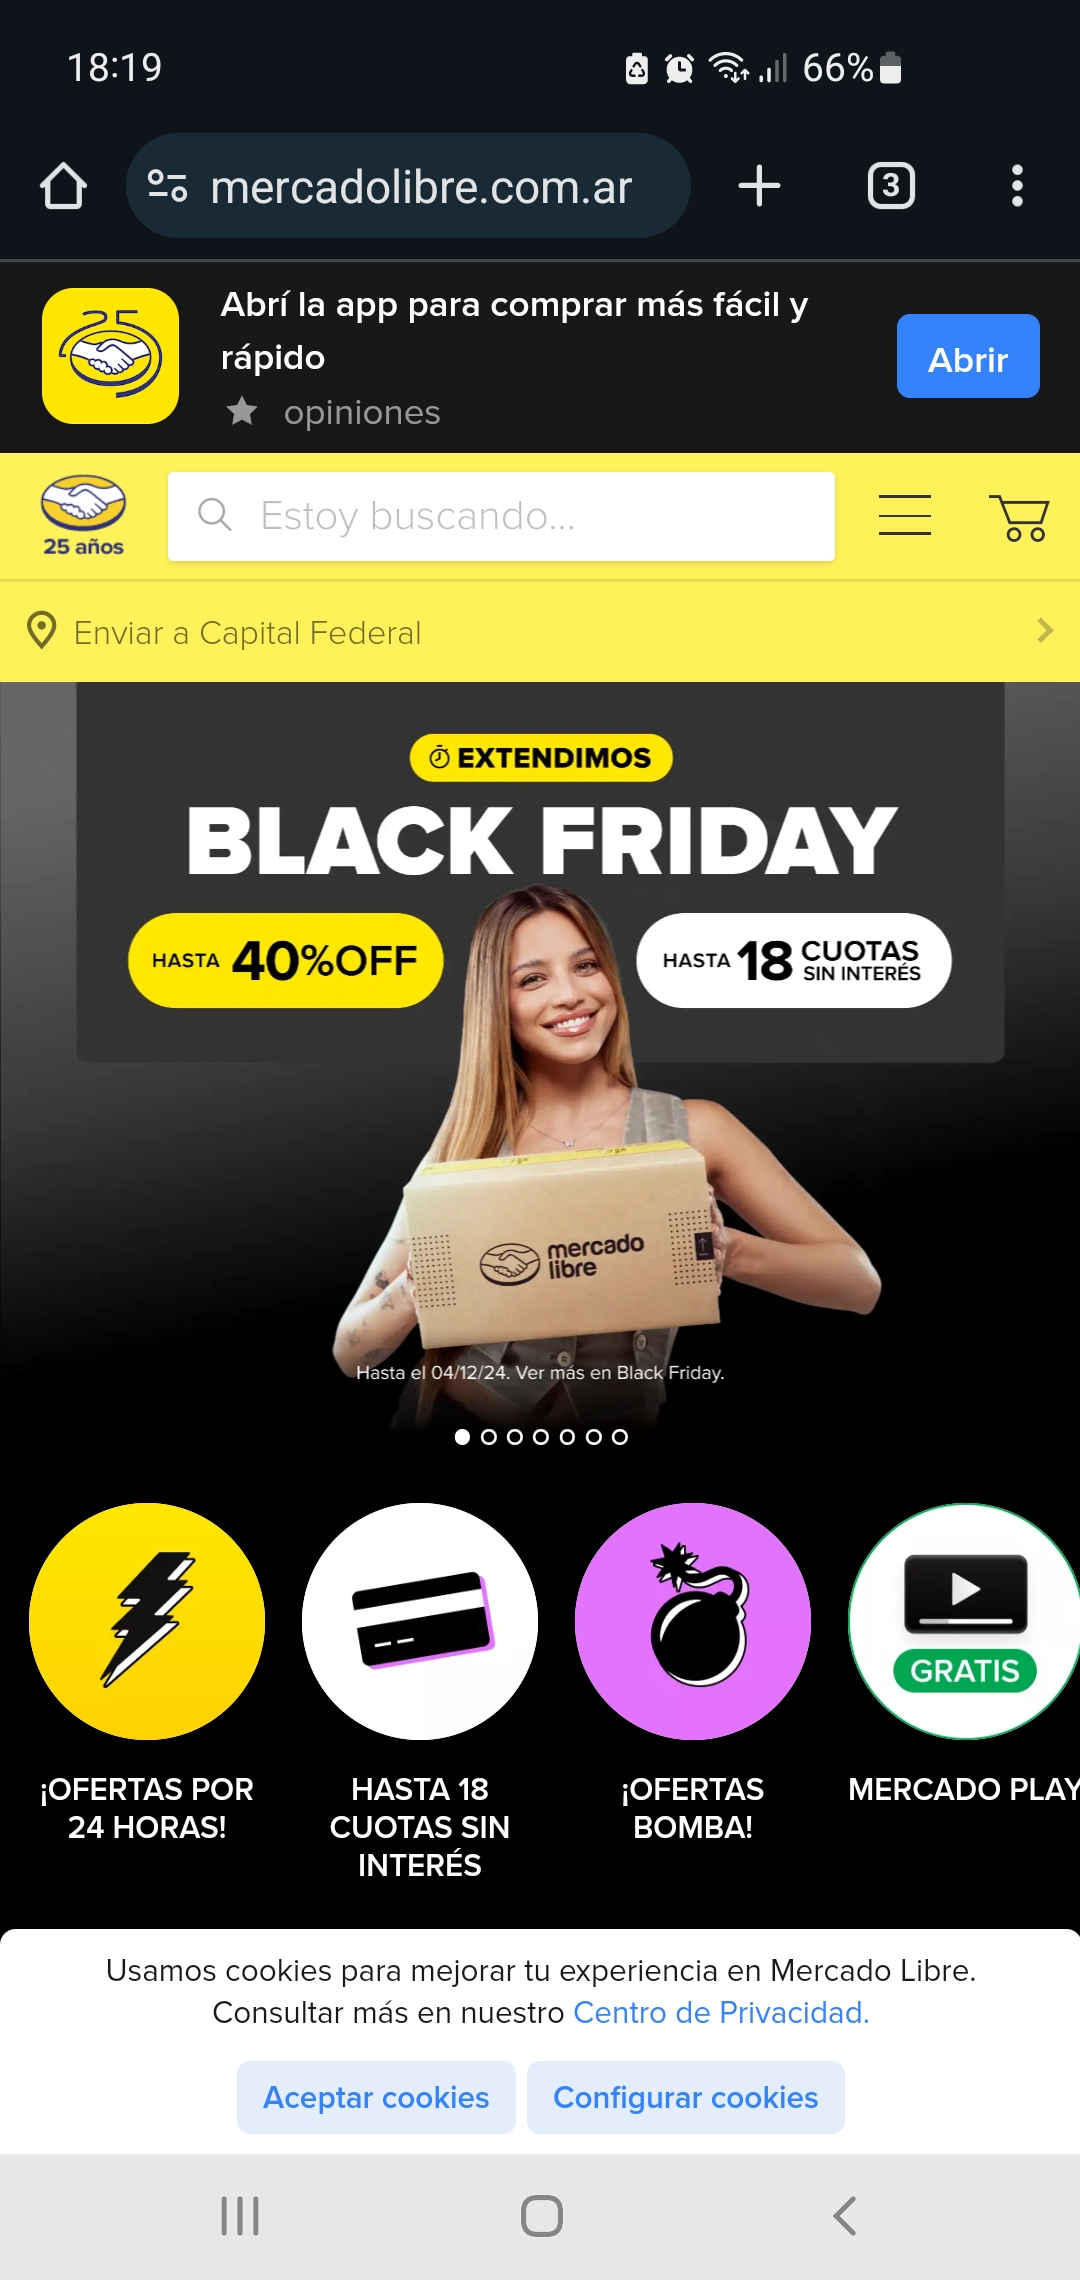 18:19
66%
mercadolibre.com.ar
3
Abrí la app para comprar más fácil y
rápido
opiniones
Abrir
25
25 años
Estoy buscando...
Enviar a Capital Federal
EXTENDIMOS
BLACK FRIDAY
HASTA 40%OFF
HASTA 18 CUOTAS
SIN INTERÉS
mercado
libre
Hasta el 04/12/24. Ver más en Black Friday.
GRATIS
¡OFERTAS POR
24 HORAS!
HASTA 18
CUOTAS SIN
INTERÉS
¡OFERTAS
BOMBA!
MERCADO PLAY
Usamos cookies para mejorar tu experiencia en Mercado Libre.
Consultar más en nuestro Centro de Privacidad.
Aceptar cookies
Configurar cookies